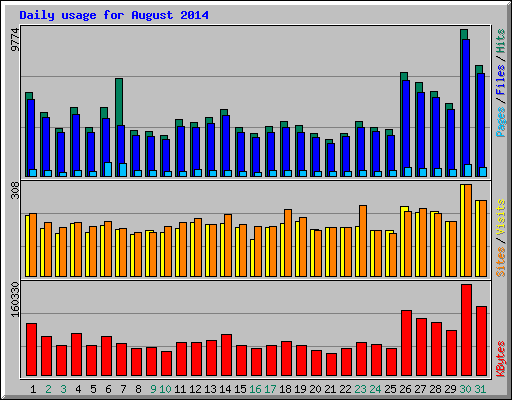 Daily usage for August 2014
9774
Pages / Files / Hits
308
Sites / Visits
160330
KBytes
1 2 3 4 5 6 7 8 9 10 11 12 13 14 15 16 17 18 19 20 21 22 23 24 25 26 27 28 29 30 31